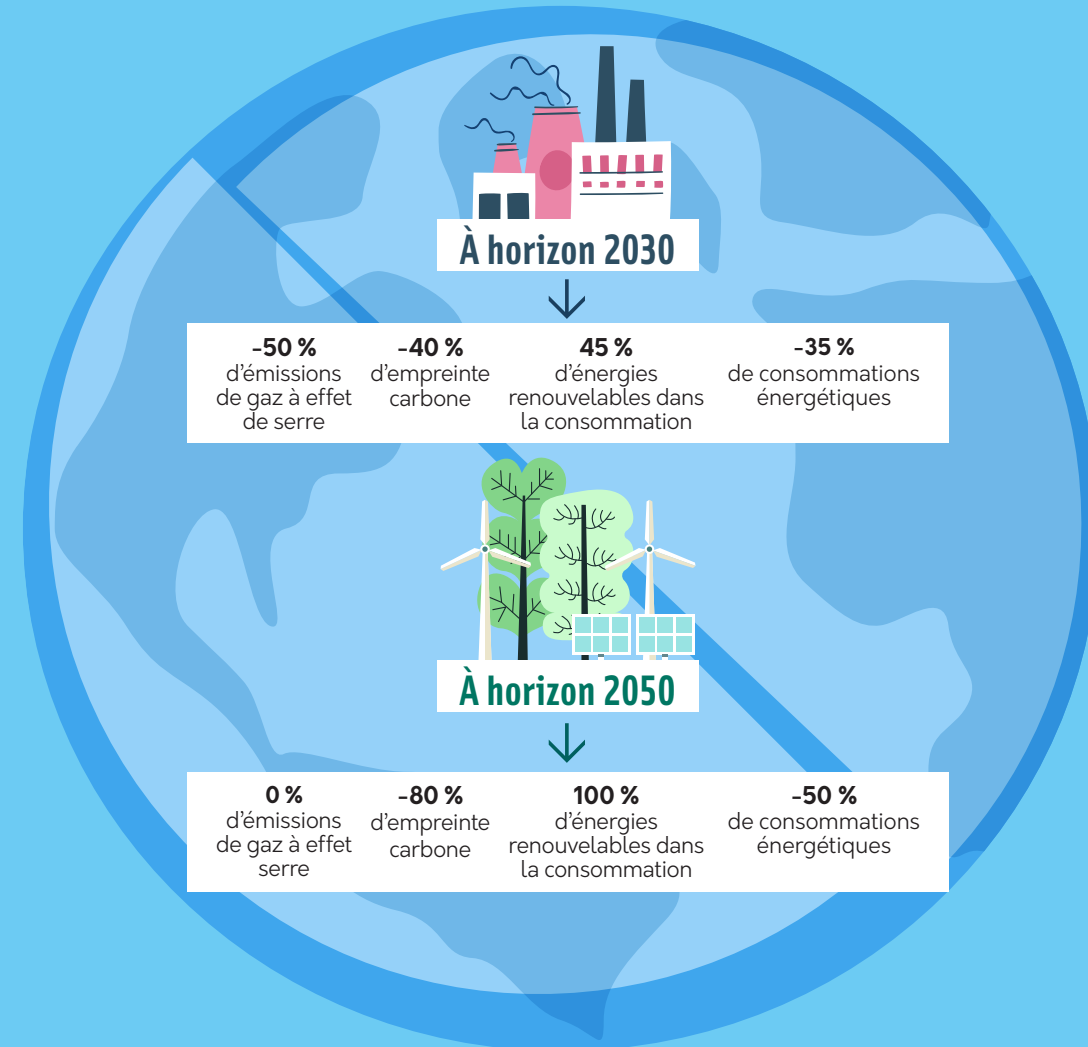 À horizon 2030
-50 %
d'émissions
de gaz à effet
de serre
-40 %
d'empreinte
carbone
45 %
d'énergies
renouvelables dans
la consommation
-35 %
de consommations
énergétiques
À horizon 2050
0 %
d'émissions
de gaz à effet
serre
-80 %
d'empreinte
carbone
100 %
d'énergies
renouvelables dans
la consommation
-50 %
de consommations
énergétiques